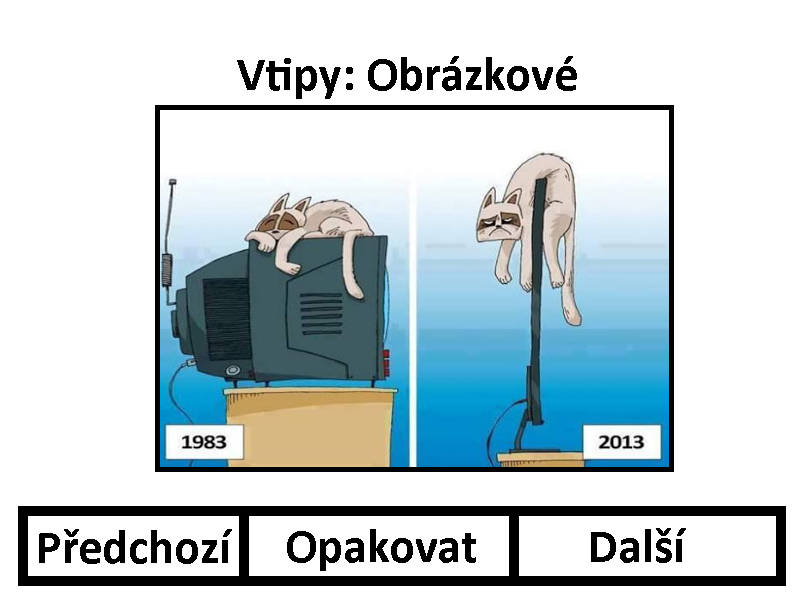 Vtipy: Obrázkové
1983
2013
Předchozí
Opakovat
Další